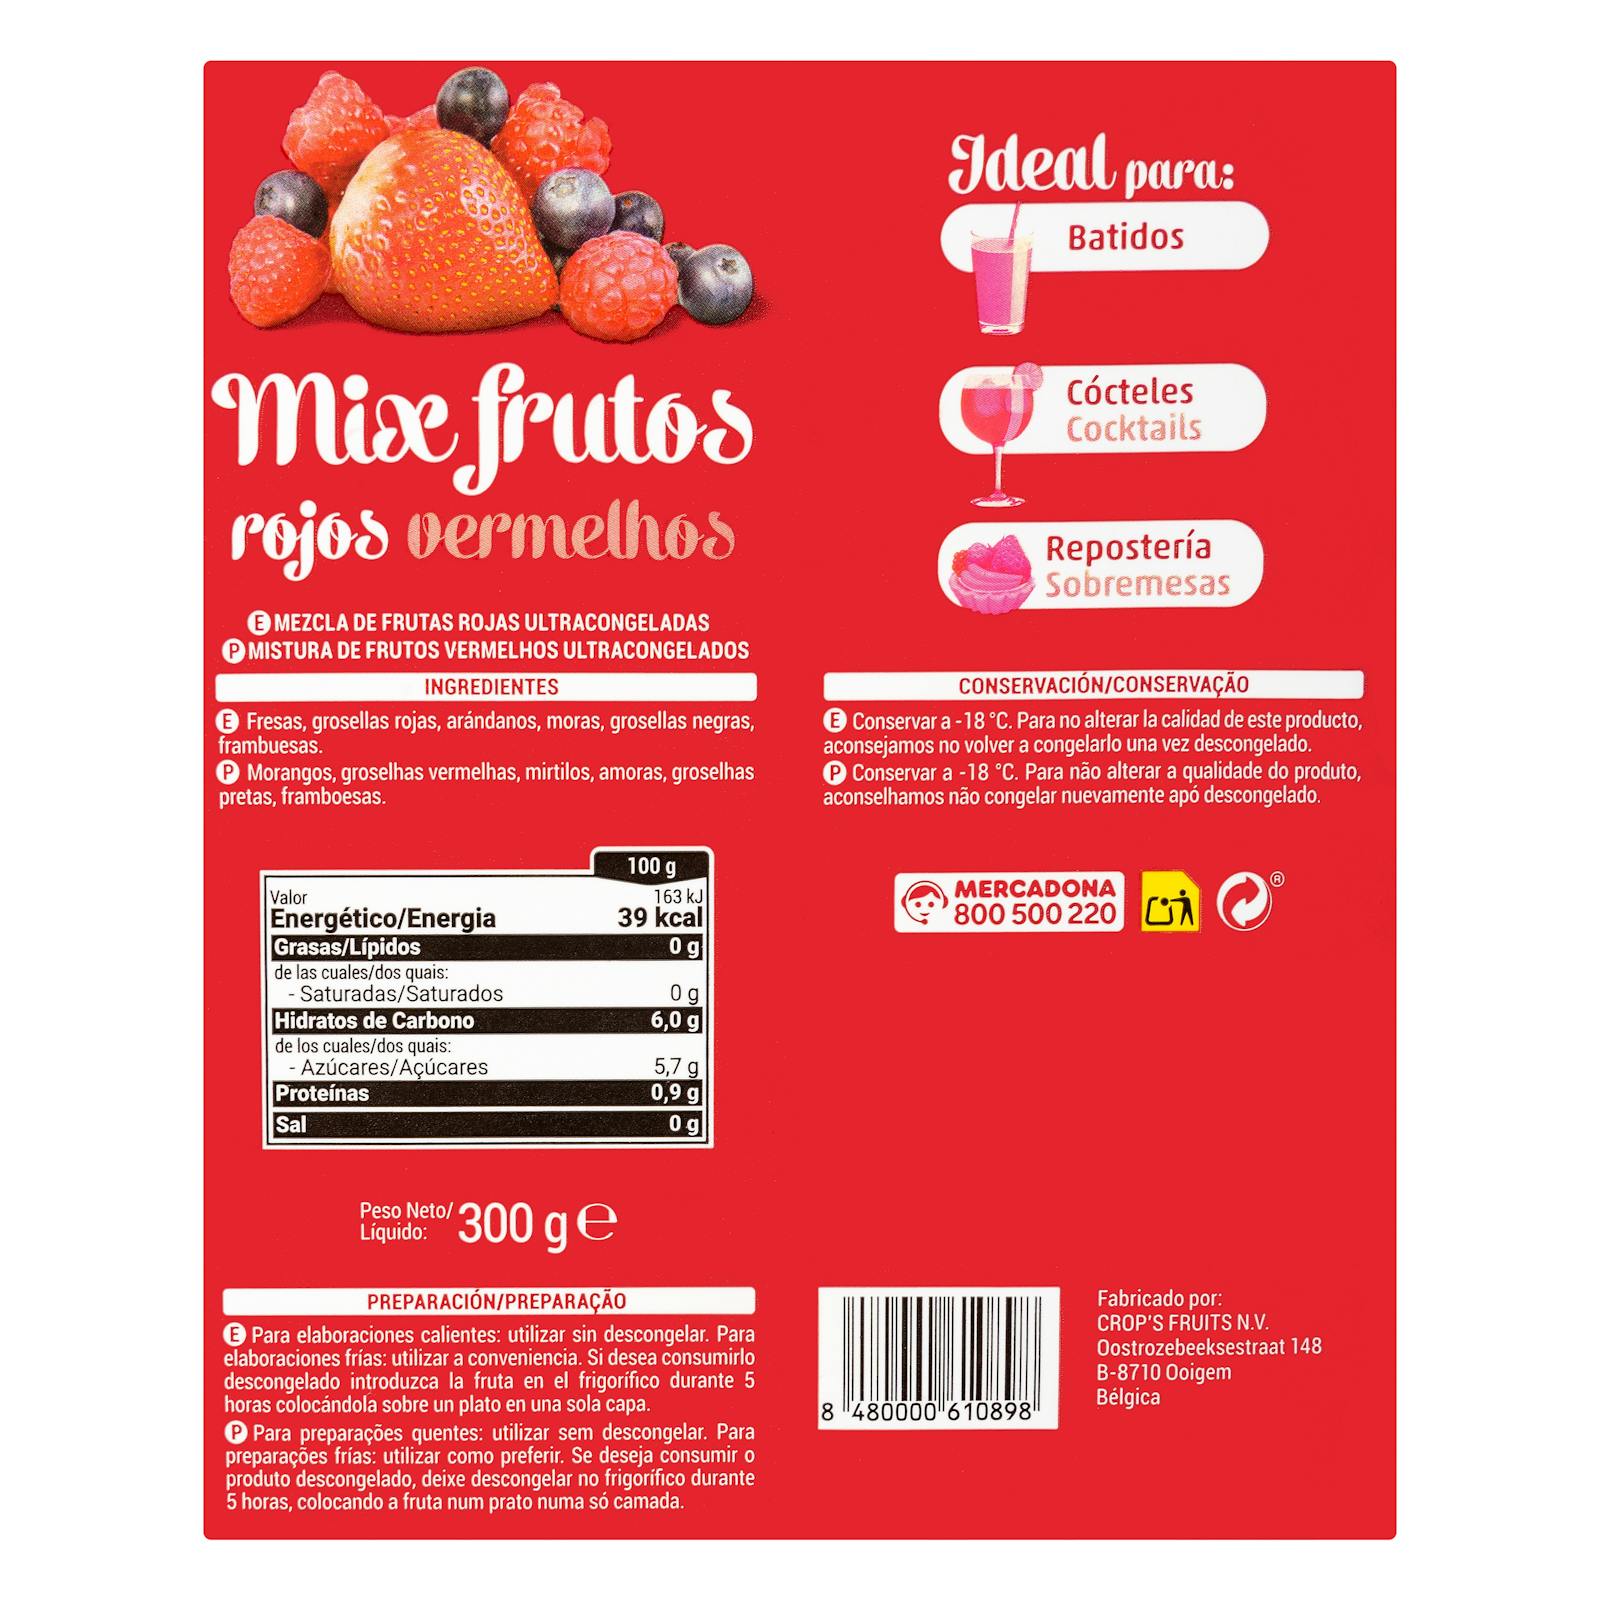 Mix frutos
rojos vermelhos
E MEZCLA DE FRUTAS ROJAS ULTRACONGELADAS
P MISTURA DE FRUTOS VERMELHOS ULTRACONGELADOS
INGREDIENTES
E Fresas, grosellas rojas, arándanos, moras, grosellas negras,
frambuesas.
P Morangos, groselhas vermelhas, mirtilos, amoras, groselhas
pretas, framboesas.
100 g
Valor 163 kJ
Energético/Energia 39 kcal
Grasas/Lípidos 0 g
de las cuales/dos quais:
- Saturadas/Saturados 0 g
Hidratos de Carbono 6,0 g
de los cuales/dos quais:
- Azúcares/Açúcares 5,7 g
Proteínas 0,9 g
Sal 0 g
Peso Neto/
Líquido: 300 g ℮
PREPARACIÓN/PREPARAÇÃO
E Para elaboraciones calientes: utilizar sin descongelar. Para
elaboraciones frías: utilizar a conveniencia. Si desea consumirlo
descongelado introduzca la fruta en el frigorífico durante 5
horas colocándola sobre un plato en una sola capa.
P Para preparações quentes: utilizar sem descongelar. Para
preparações frías: utilizar como preferir. Se deseja consumir o
produto descongelado, deixe descongelar no frigorífico durante
5 horas, colocando a fruta num prato numa só camada.
Ideal para:
Batidos
Cócteles
Cocktails
Repostería
Sobremesas
CONSERVACIÓN/CONSERVAÇÃO
E Conservar a -18 °C. Para no alterar la calidad de este producto,
aconsejamos no volver a congelarlo una vez descongelado.
P Conservar a -18 °C. Para não alterar a qualidade do produto,
aconselhamos não congelar nuevamente apó descongelado.
MERCADONA
800 500 220
®
8 480000 610898
Fabricado por:
CROP'S FRUITS N.V.
Oostrozebeeksestraat 148
B-8710 Ooigem
Bélgica